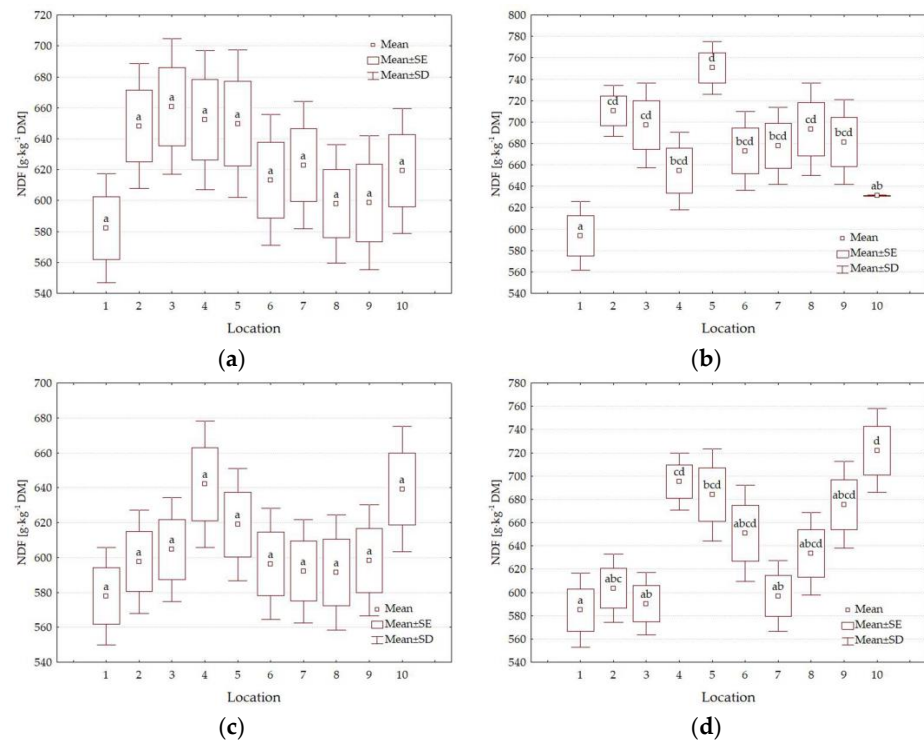 720
700
680
660
640
620
600
580
560
540
NDF [g·kg⁻¹ DM]
a a a a a a a a a a
Mean
Mean±SE
Mean±SD
1 2 3 4 5 6 7 8 9 10
Location
(a)
800
780
760
740
720
700
680
660
640
620
600
580
560
540
NDF [g·kg⁻¹ DM]
a cd cd bcd d bcd bcd cd bcd ab
Mean
Mean±SE
Mean±SD
1 2 3 4 5 6 7 8 9 10
Location
(b)
700
680
660
640
620
600
580
560
540
NDF [g·kg⁻¹ DM]
a a a a a a a a a a
Mean
Mean±SE
Mean±SD
1 2 3 4 5 6 7 8 9 10
Location
(c)
780
760
740
720
700
680
660
640
620
600
580
560
540
NDF [g·kg⁻¹ DM]
a abc ab cd bcd abcd ab abcd abcd d
Mean
Mean±SE
Mean±SD
1 2 3 4 5 6 7 8 9 10
Location
(d)